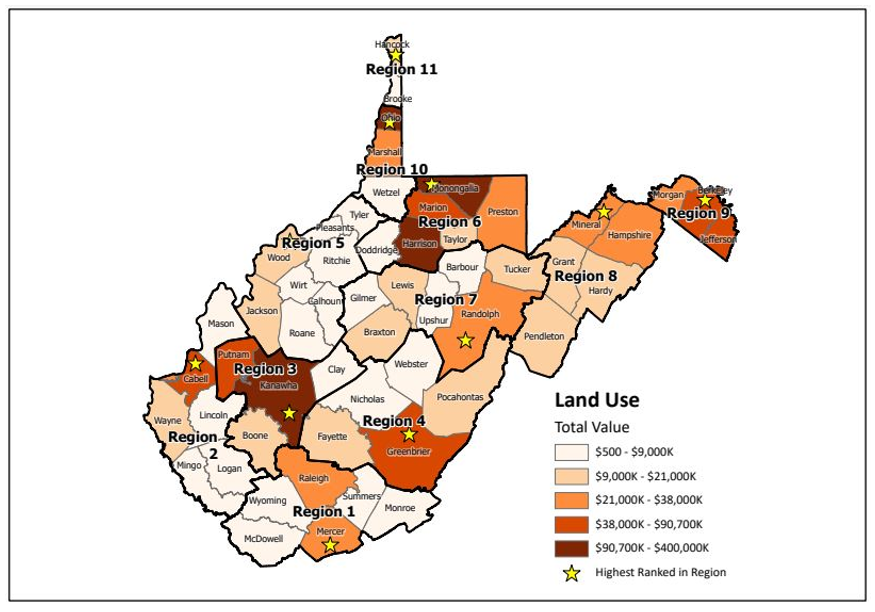 Hancock
Region 11
Brooke
Ohio
Marshall
Region 10
Wetzel
Monongalia
Marion
Preston
Region 6
Harrison
Taylor
Tyler
Pleasants
Region 5
Doddridge
Wood
Ritchie
Wirt
Calhoun
Jackson
Roane
Mason
Morgan
Berkeley
Region 9
Jefferson
Mineral
Hampshire
Grant
Region 8
Hardy
Pendleton
Barbour
Tucker
Lewis
Gilmer
Region 7
Upshur
Randolph
Braxton
Putnam
Region 3
Kanawha
Cabell
Clay
Webster
Nicholas
Pocahontas
Region 4
Greenbrier
Fayette
Boone
Wayne
Lincoln
Region
2
Mingo
Logan
Raleigh
Wyoming
Summers
Region 1
Monroe
Mercer
McDowell
Land Use
Total Value
$500 - $9,000K
$9,000K - $21,000K
$21,000K - $38,000K
$38,000K - $90,700K
$90,700K - $400,000K
Highest Ranked in Region